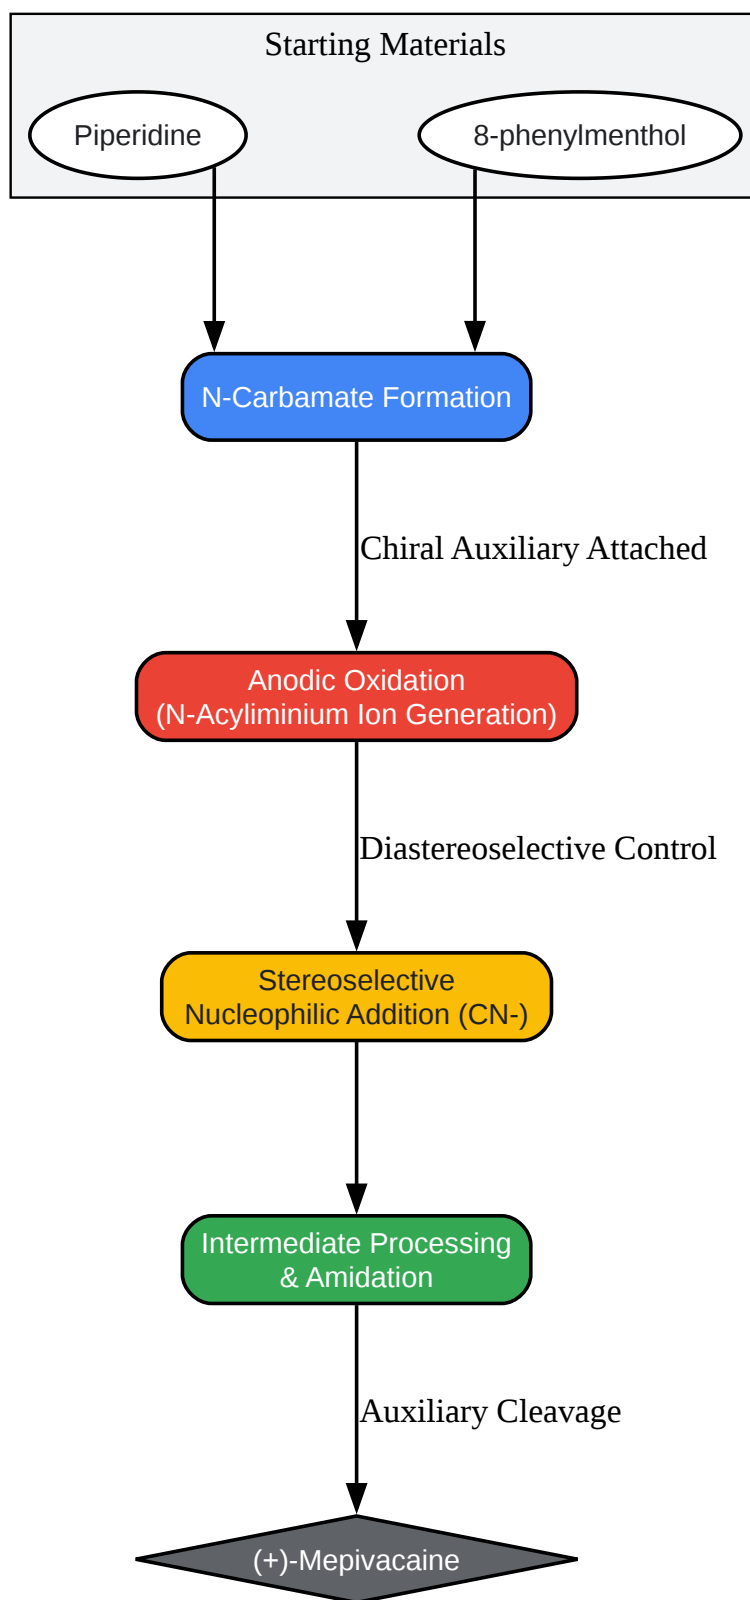 Starting Materials
Piperidine
8-phenylmenthol
N-Carbamate Formation
Chiral Auxiliary Attached
Anodic Oxidation
(N-Acyliminium Ion Generation)
Diastereoselective Control
Stereoselective
Nucleophilic Addition (CN-)
Intermediate Processing
& Amidation
Auxiliary Cleavage
(+)-Mepivacaine